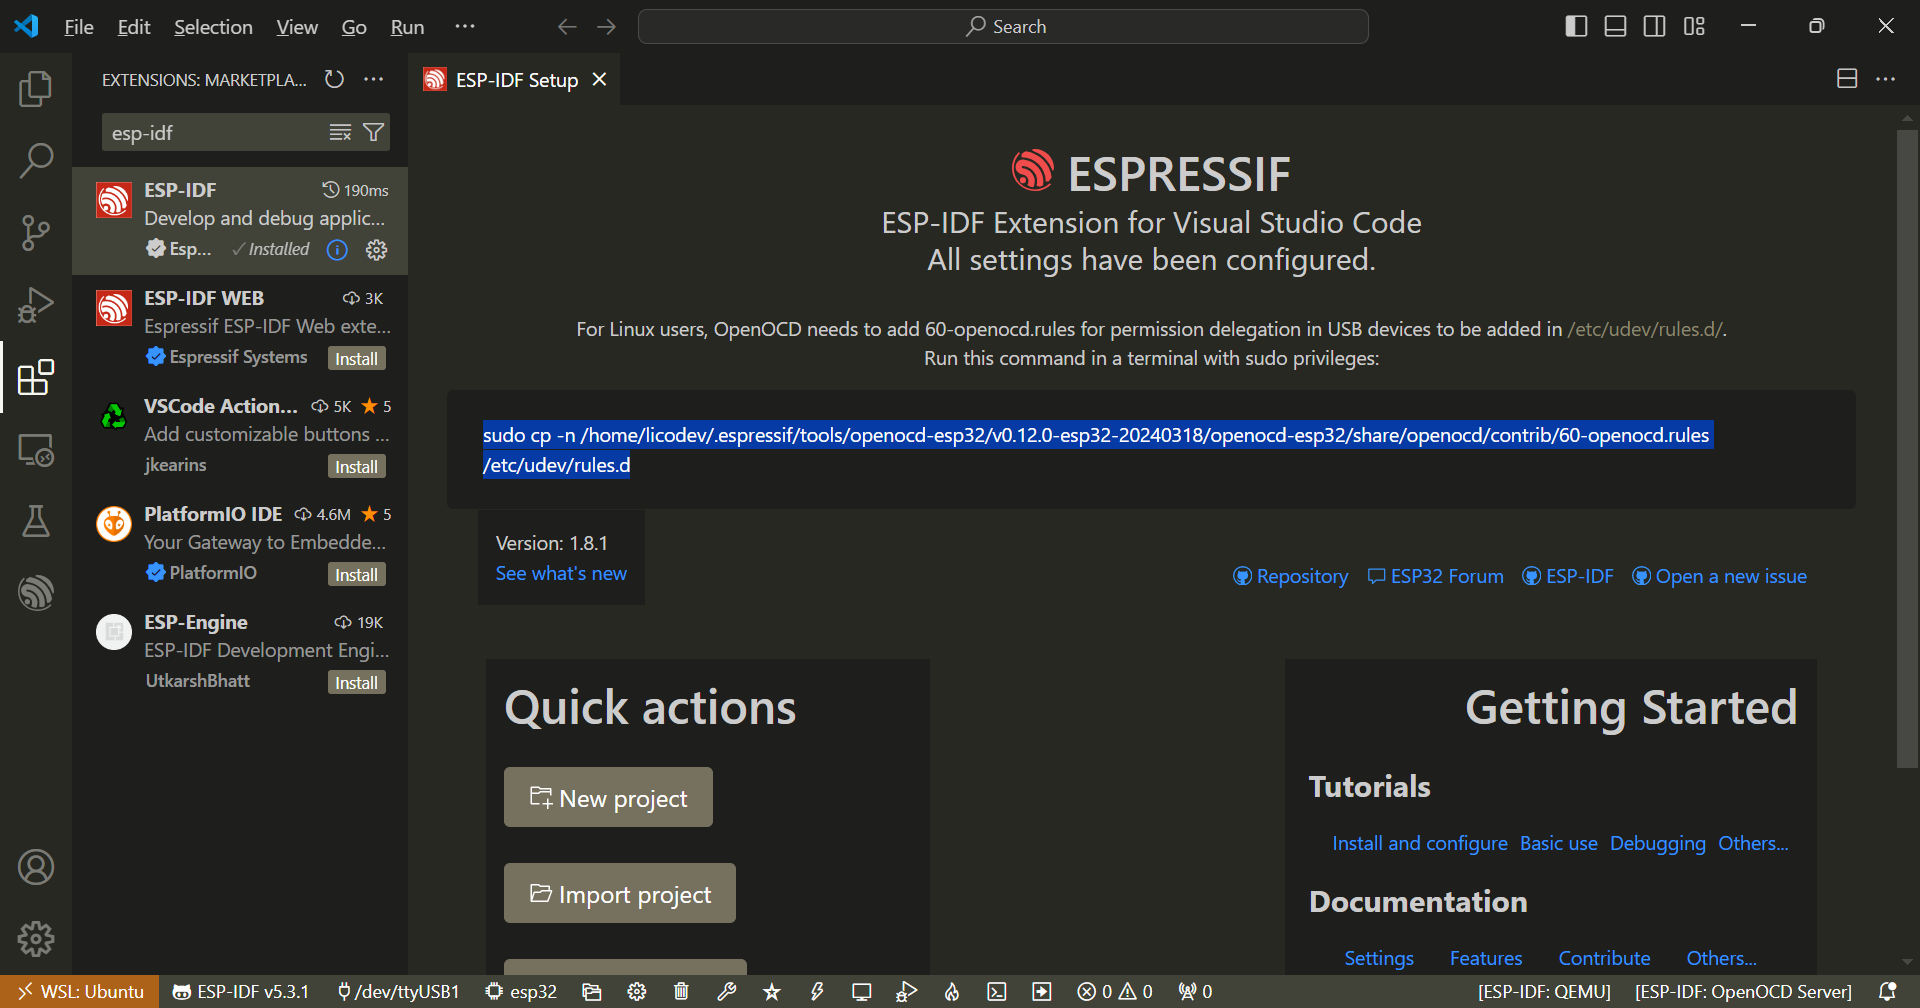 File Edit Selection View Go Run ···
Search
EXTENSIONS: MARKETPLA... ···
esp-idf
ESP-IDF 190ms
Develop and debug applic...
Esp... ✓Installed
ESP-IDF WEB 3K
Espressif ESP-IDF Web exte...
Espressif Systems Install
VSCode Action... 5K ★ 5
Add customizable buttons ...
jkearins Install
PlatformIO IDE 4.6M ★ 5
Your Gateway to Embedde...
PlatformIO Install
ESP-Engine 19K
ESP-IDF Development Engi...
UtkarshBhatt Install
ESP-IDF Setup
ESPRESSIF
ESP-IDF Extension for Visual Studio Code
All settings have been configured.
For Linux users, OpenOCD needs to add 60-openocd.rules for permission delegation in USB devices to be added in /etc/udev/rules.d/.
Run this command in a terminal with sudo privileges:
sudo cp -n /home/licodev/.espressif/tools/openocd-esp32/v0.12.0-esp32-20240318/openocd-esp32/share/openocd/contrib/60-openocd.rules
/etc/udev/rules.d
Version: 1.8.1
See what's new
Repository ESP32 Forum ESP-IDF Open a new issue
Quick actions
New project
Import project
Getting Started
Tutorials
Install and configure Basic use Debugging Others...
Documentation
Settings Features Contribute Others...
WSL: Ubuntu ESP-IDF v5.3.1 /dev/ttyUSB1 esp32 0 0 0 [ESP-IDF: QEMU] [ESP-IDF: OpenOCD Server]